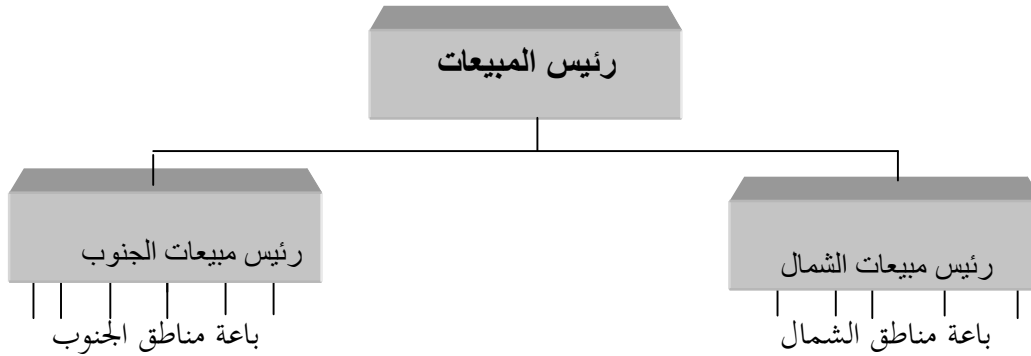 رئيس المبيعات
رئيس مبيعات الشمال
رئيس مبيعات الجنوب
باعة مناطق الشمال
باعة مناطق الجنوب